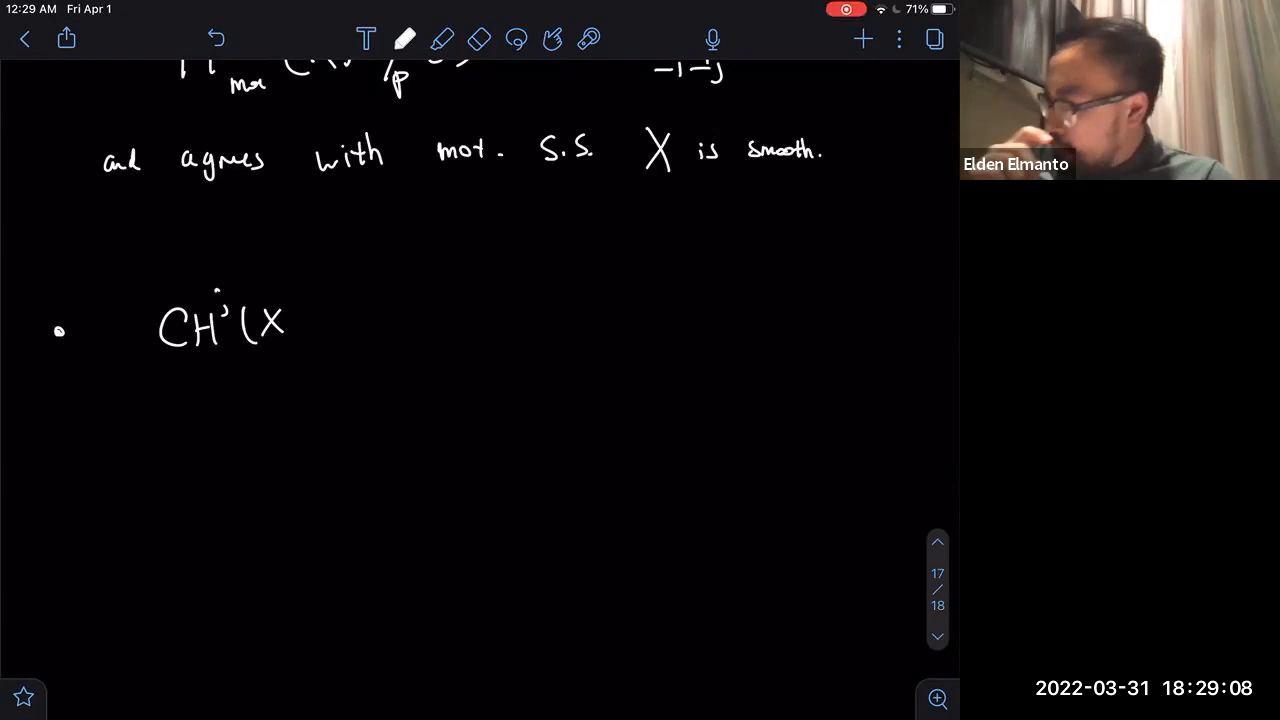 12:29 AM Fri Apr 1
71%
mot p -i-j
and agrees with mot. s.s. X is smooth.
• CH^j(X
17
/
18
Elden Elmanto
2022-03-31 18:29:08